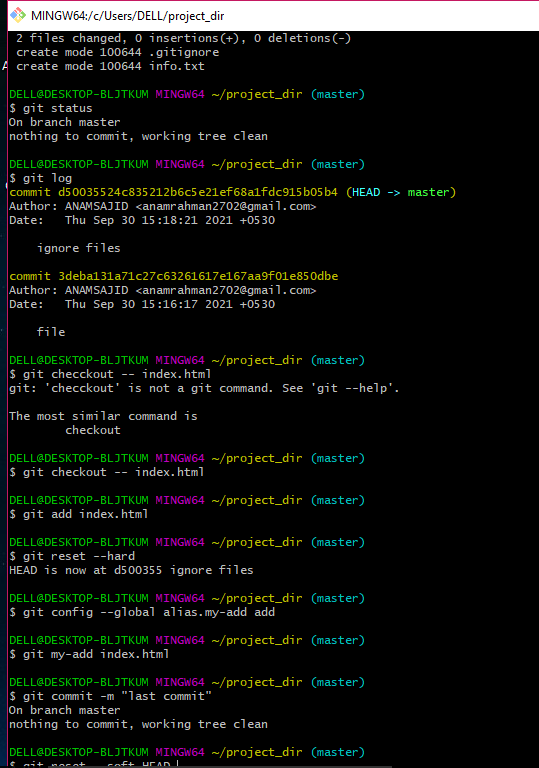 MINGW64:/c/Users/DELL/project_dir
2 files changed, 0 insertions(+), 0 deletions(-)
create mode 100644 .gitignore
create mode 100644 info.txt
DELL@DESKTOP-BLJTKUM MINGW64 ~/project_dir (master)
$ git status
On branch master
nothing to commit, working tree clean
DELL@DESKTOP-BLJTKUM MINGW64 ~/project_dir (master)
$ git log
commit d50035524c835212b6c5e21ef68a1fdc915b05b4 (HEAD -> master)
Author: ANAMSAJID <anamrahman2702@gmail.com>
Date:   Thu Sep 30 15:18:21 2021 +0530
ignore files
commit 3deba131a71c27c63261617e167aa9f01e850dbe
Author: ANAMSAJID <anamrahman2702@gmail.com>
Date:   Thu Sep 30 15:16:17 2021 +0530
file
DELL@DESKTOP-BLJTKUM MINGW64 ~/project_dir (master)
$ git checckout -- index.html
git: 'checckout' is not a git command. See 'git --help'.
The most similar command is
checkout
DELL@DESKTOP-BLJTKUM MINGW64 ~/project_dir (master)
$ git checkout -- index.html
DELL@DESKTOP-BLJTKUM MINGW64 ~/project_dir (master)
$ git add index.html
DELL@DESKTOP-BLJTKUM MINGW64 ~/project_dir (master)
$ git reset --hard
HEAD is now at d500355 ignore files
DELL@DESKTOP-BLJTKUM MINGW64 ~/project_dir (master)
$ git config --global alias.my-add add
DELL@DESKTOP-BLJTKUM MINGW64 ~/project_dir (master)
$ git my-add index.html
DELL@DESKTOP-BLJTKUM MINGW64 ~/project_dir (master)
$ git commit -m "last commit"
On branch master
nothing to commit, working tree clean
DELL@DESKTOP-BLJTKUM MINGW64 ~/project_dir (master)
$ git reset --soft HEAD